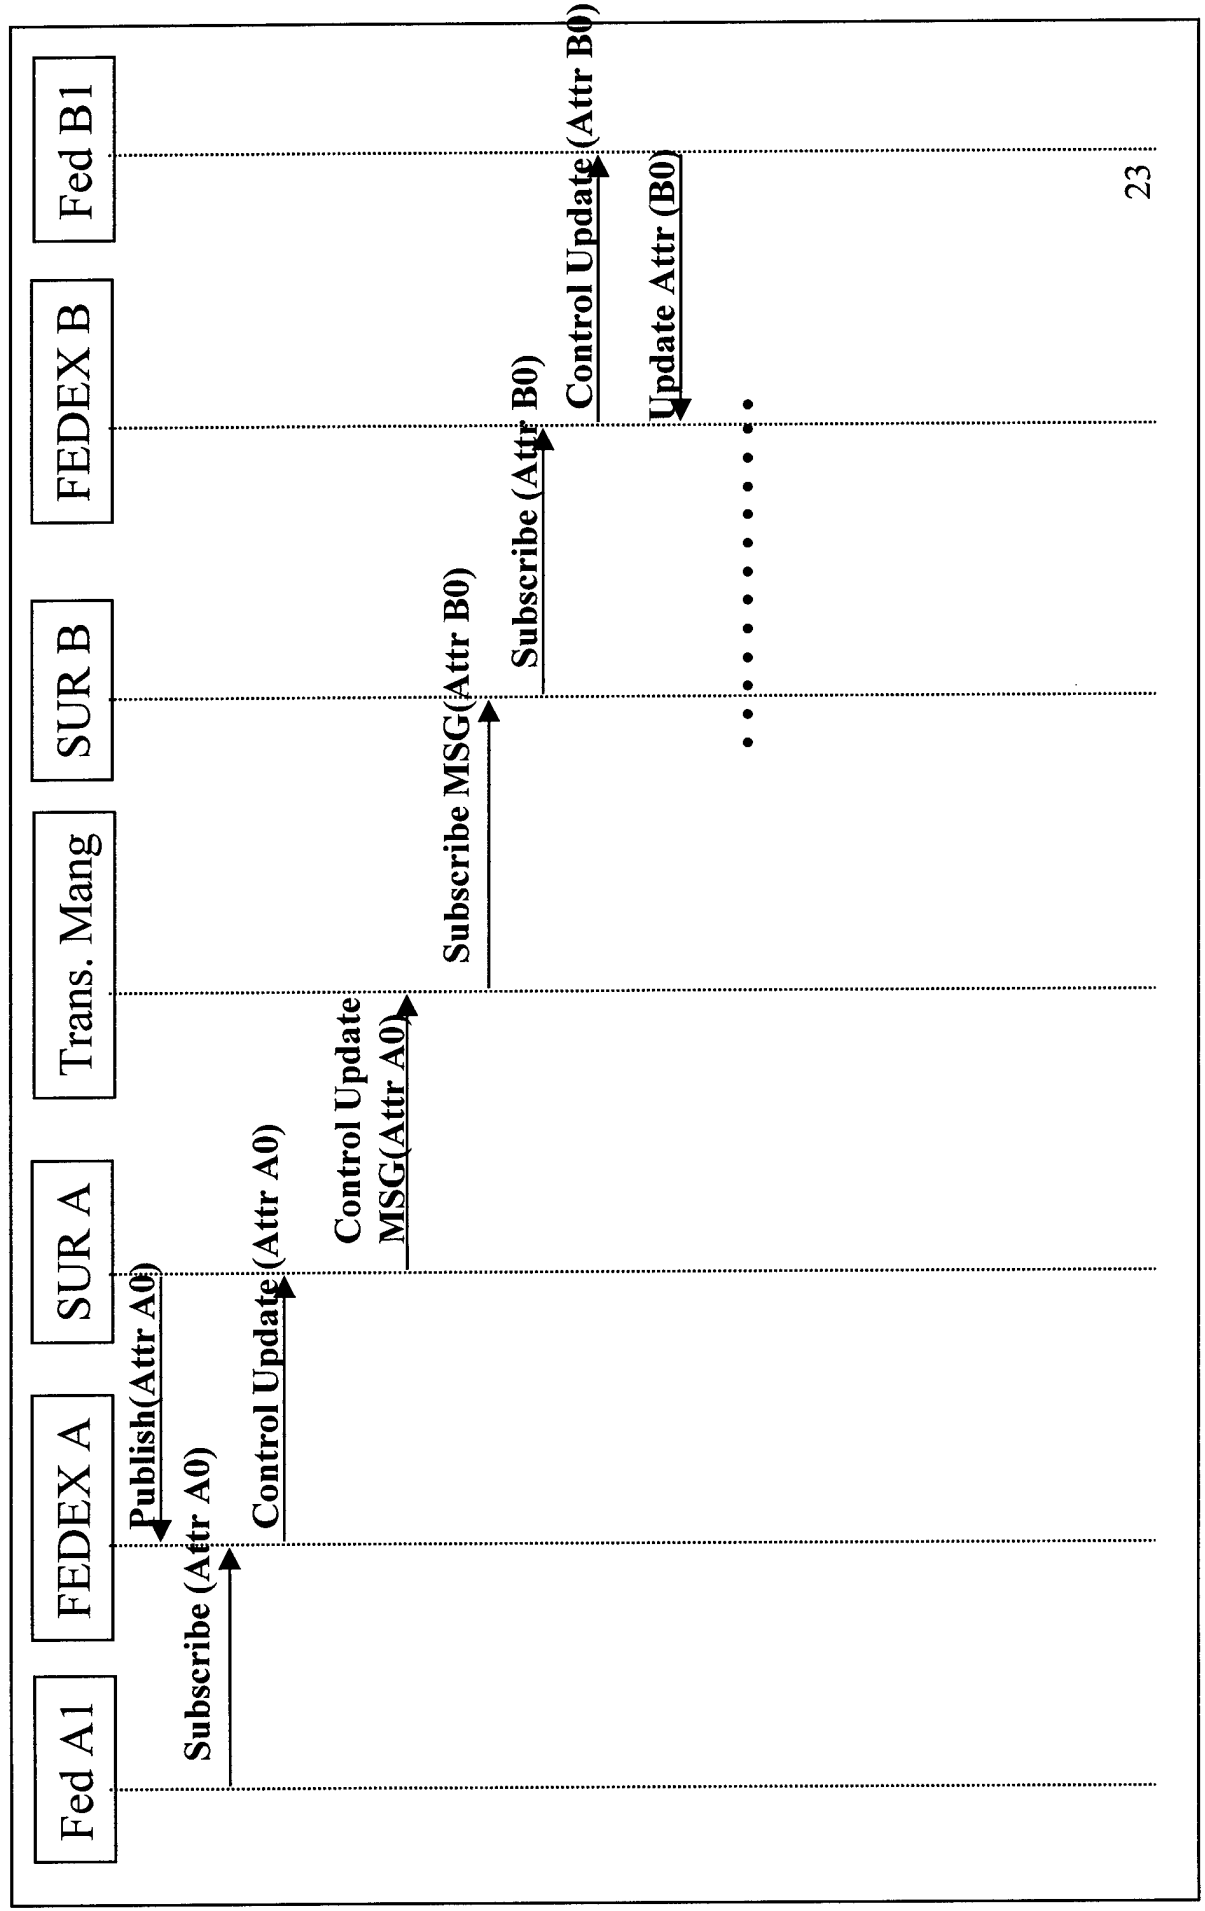 Fed A1
FEDEX A
SUR A
Trans. Mang
SUR B
FEDEX B
Fed B1
Publish(Attr A0)
Subscribe (Attr A0)
Control Update (Attr A0)
Control Update
MSG(Attr A0)
Subscribe MSG(Attr B0)
Subscribe (Attr B0)
Control Update (Attr B0)
Update Attr (B0)
23